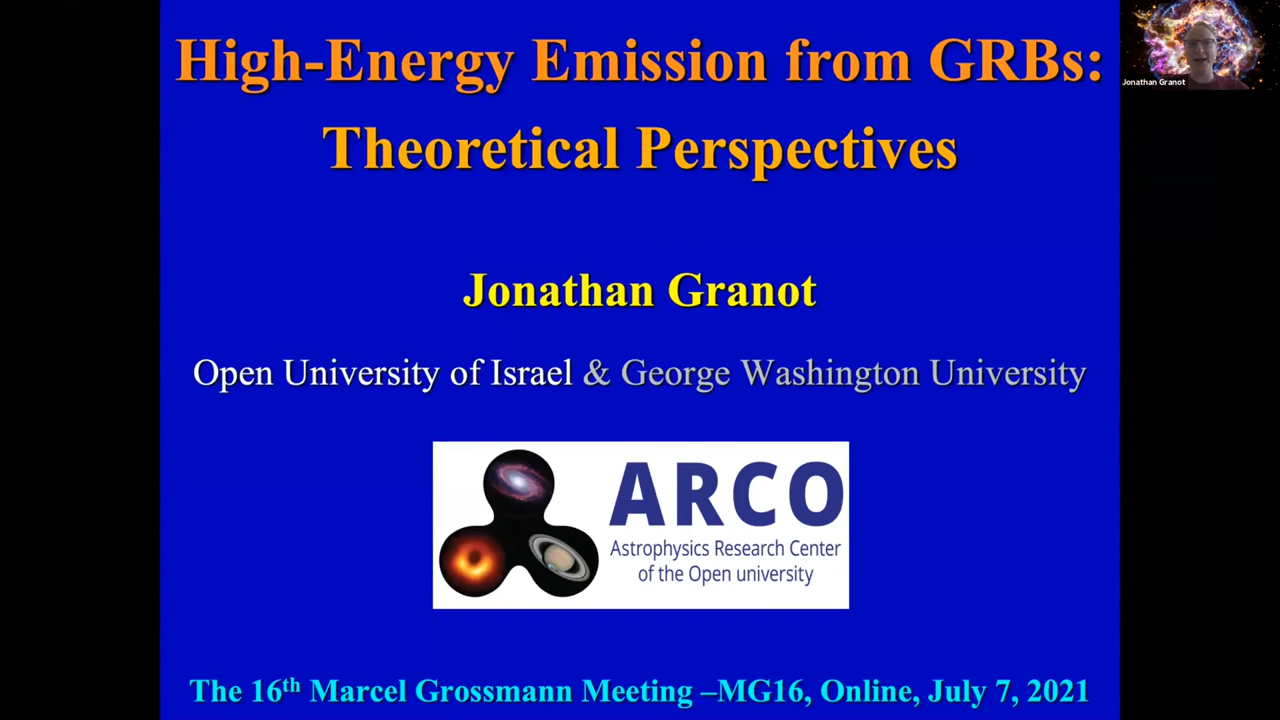 High-Energy Emission from GRBs:
Theoretical Perspectives
Jonathan Granot
Jonathan Granot
Open University of Israel & George Washington University
ARCO
Astrophysics Research Center
of the Open university
The 16th Marcel Grossmann Meeting –MG16, Online, July 7, 2021